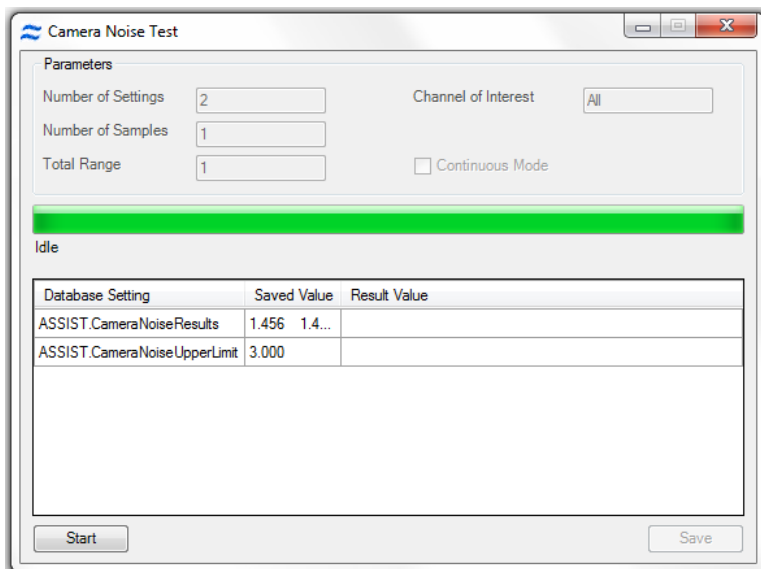 Camera Noise Test
Parameters
Number of Settings 2 Channel of Interest All
Number of Samples 1
Total Range 1 Continuous Mode
Idle
Database Setting Saved Value Result Value
ASSIST.CameraNoiseResults 1.456 1.4...
ASSIST.CameraNoiseUpperLimit 3.000
Start Save